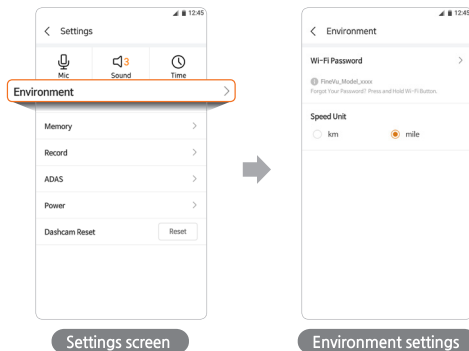 12:45
Settings
3
Mic
Sound
Time
Environment
Memory
Record
ADAS
Power
Dashcam Reset
Reset
Settings screen
12:45
Environment
Wi-Fi Password
FineVu_Model_xxxx
Forgot Your Password? Press and Hold Wi-Fi Button.
Speed Unit
km
mile
Environment settings